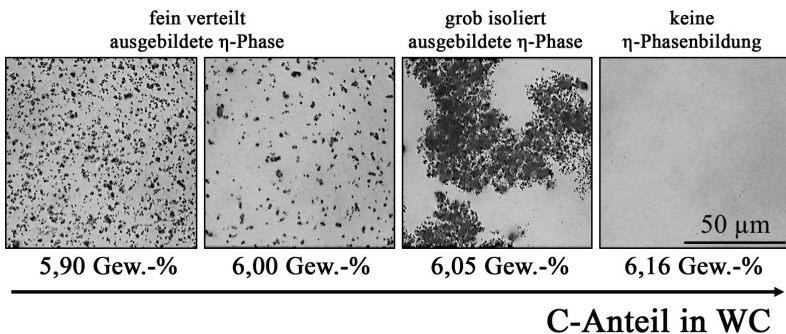 fein verteilt
ausgebildete η-Phase
grob isoliert
ausgebildete η-Phase
keine
η-Phasenbildung
50 µm
5,90 Gew.-%
6,00 Gew.-%
6,05 Gew.-%
6,16 Gew.-%
C-Anteil in WC